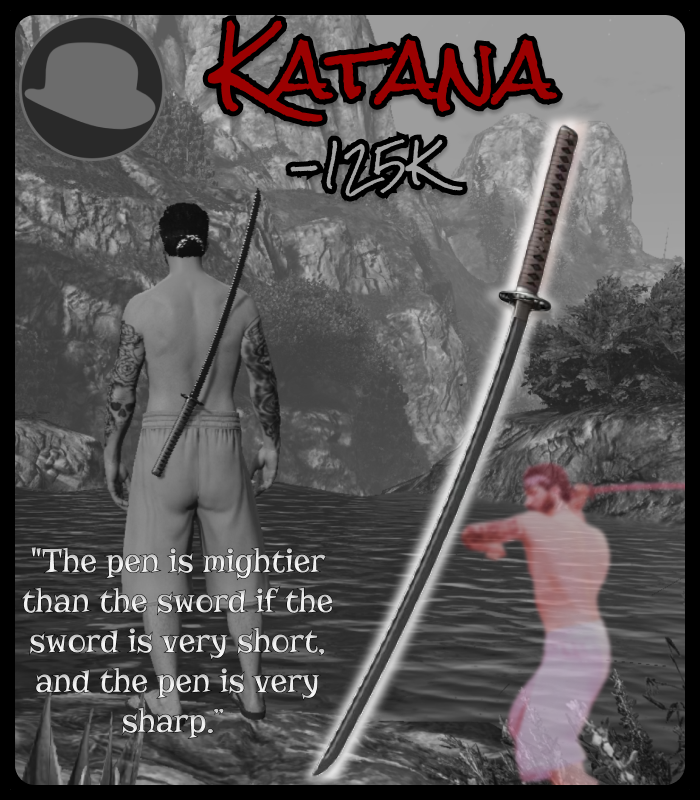 KATANA
-125K
"The pen is mightier
than the sword if the
sword is very short,
and the pen is very
sharp."